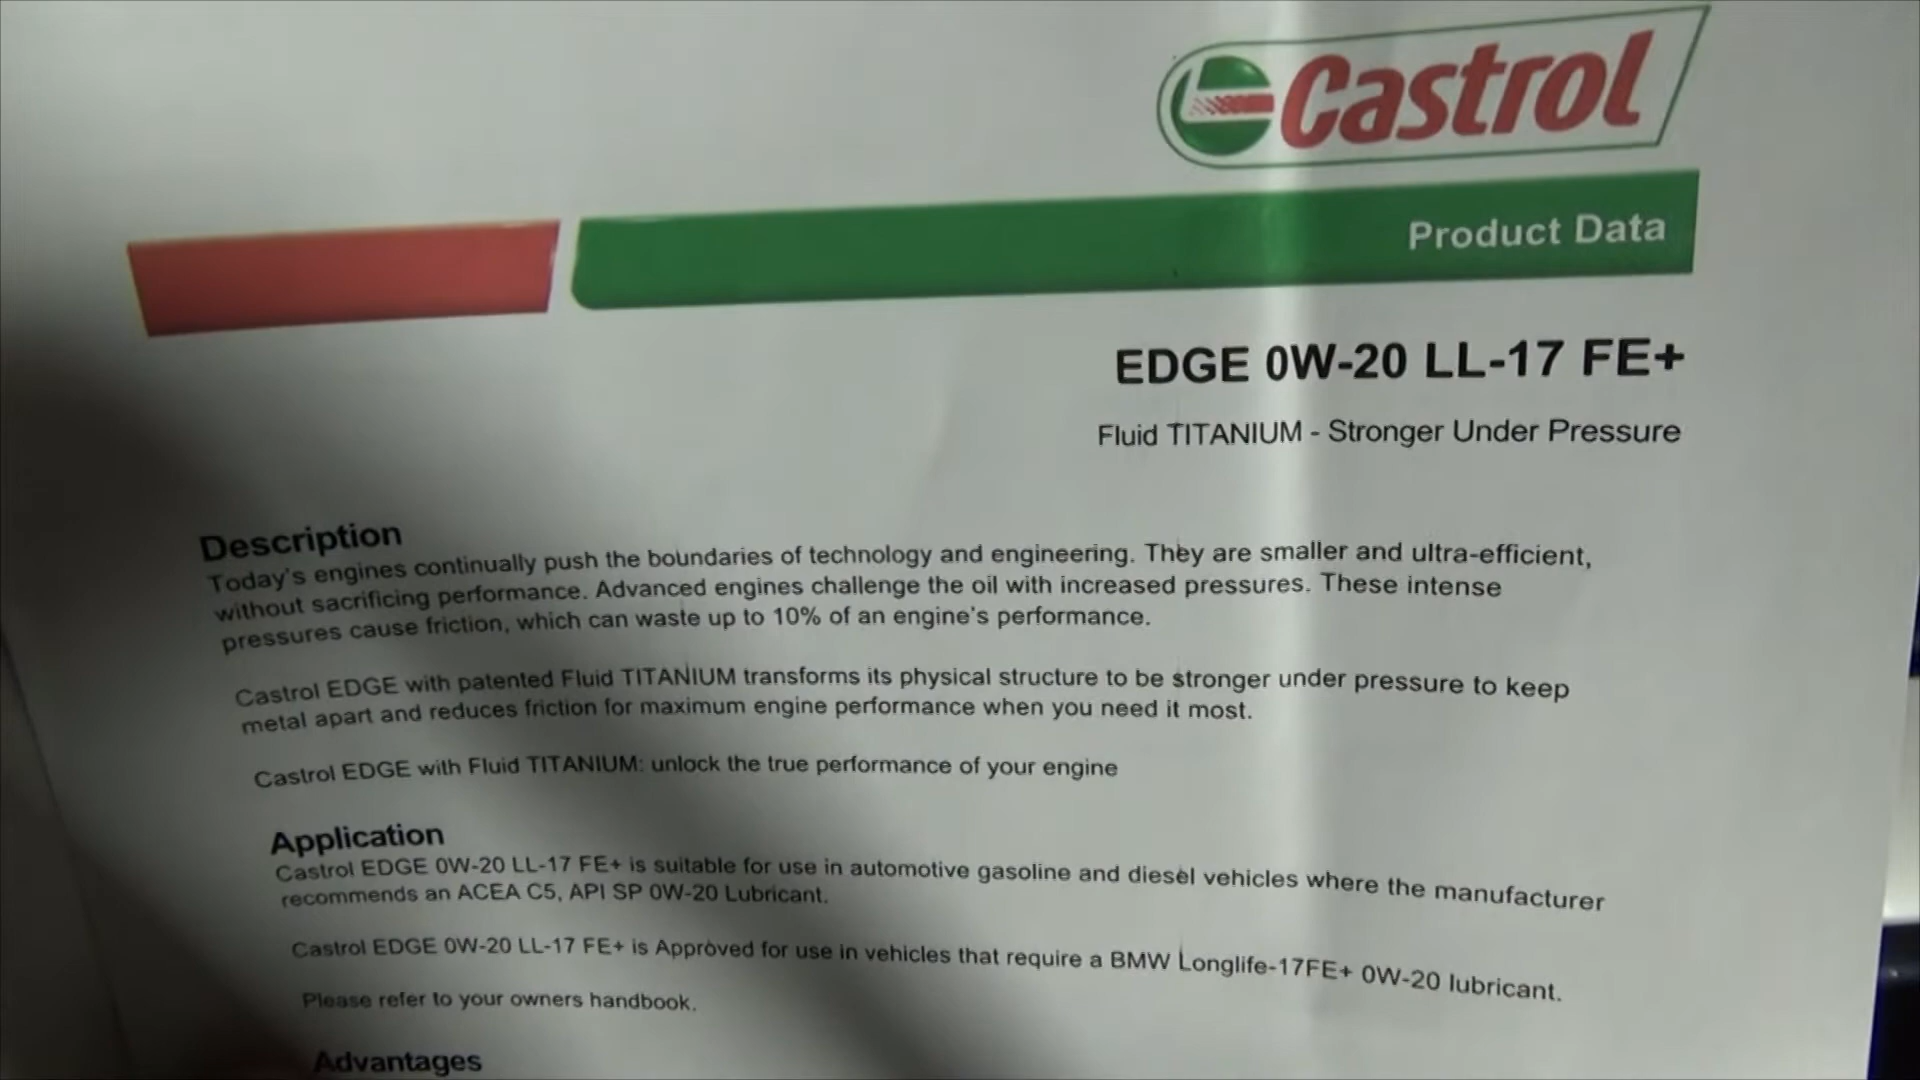 Castrol
Product Data
EDGE 0W-20 LL-17 FE+
Fluid TITANIUM - Stronger Under Pressure
Description
Today's engines continually push the boundaries of technology and engineering. They are smaller and ultra-efficient,
without sacrificing performance. Advanced engines challenge the oil with increased pressures. These intense
pressures cause friction, which can waste up to 10% of an engine's performance.
Castrol EDGE with patented Fluid TITANIUM transforms its physical structure to be stronger under pressure to keep
metal apart and reduces friction for maximum engine performance when you need it most.
Castrol EDGE with Fluid TITANIUM: unlock the true performance of your engine
Application
Castrol EDGE 0W-20 LL-17 FE+ is suitable for use in automotive gasoline and diesel vehicles where the manufacturer
recommends an ACEA C5, API SP 0W-20 Lubricant.
Castrol EDGE 0W-20 LL-17 FE+ is Approved for use in vehicles that require a BMW Longlife-17FE+ 0W-20 lubricant.
Please refer to your owners handbook.
Advantages